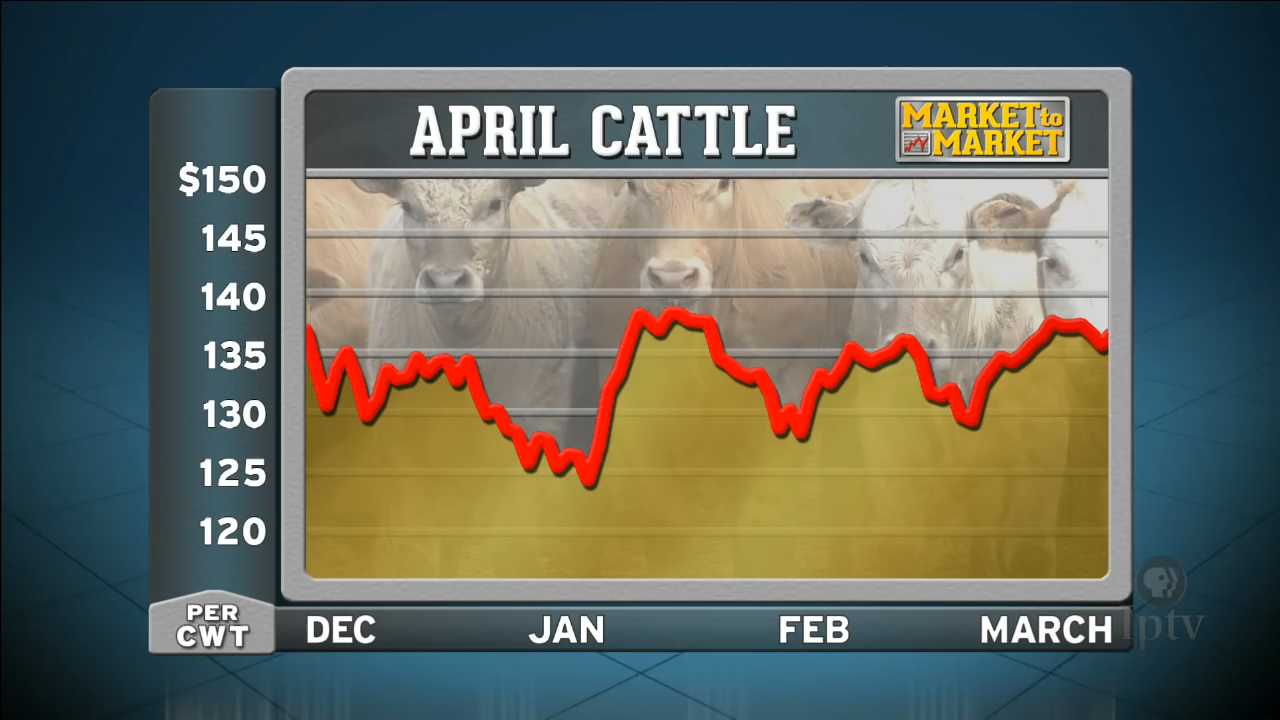 APRIL CATTLE
MARKET to
MARKET
$150
145
140
135
130
125
120
PER
CWT
DEC
JAN
FEB
MARCH
iptv